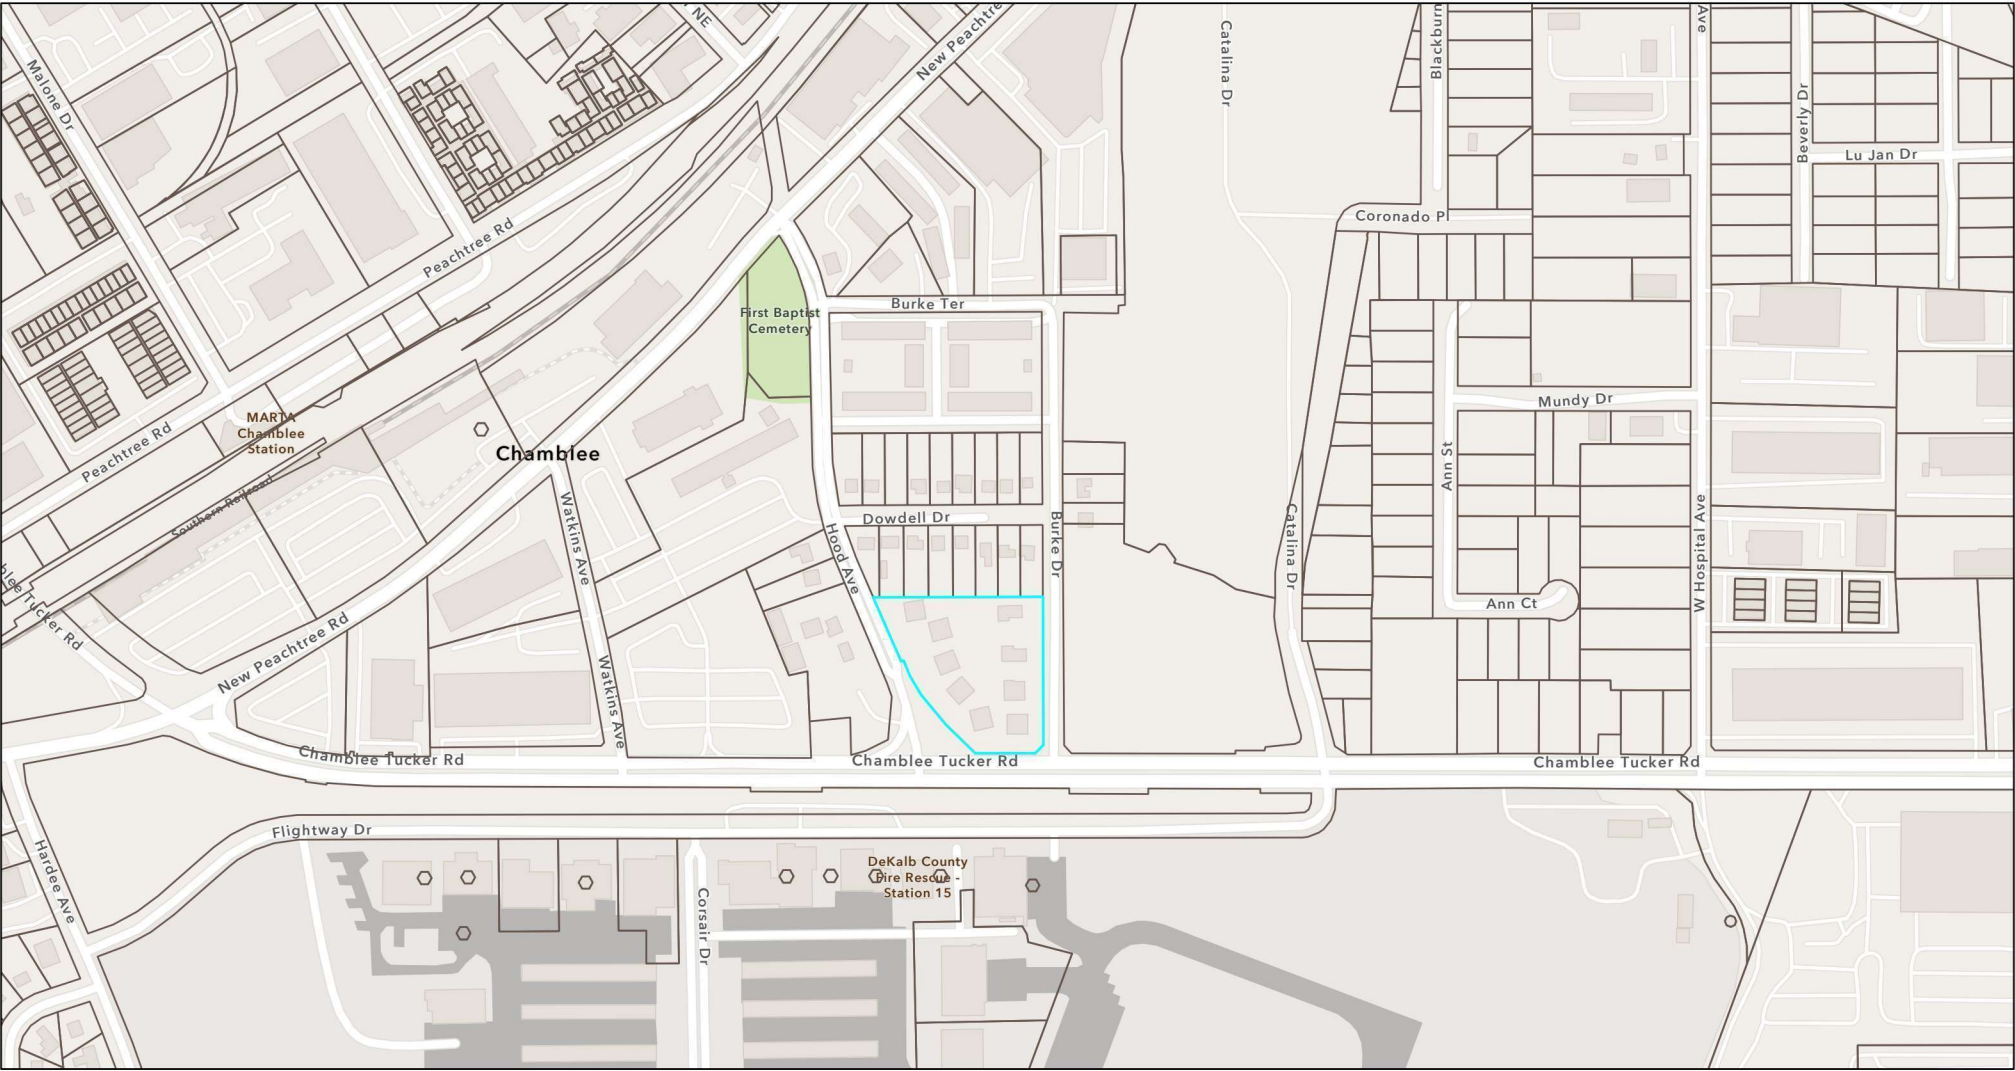 NE
New Peachtre
Malone Dr
Catalina Dr
Blackburn
Ave
Beverly Dr
Lu Jan Dr
Coronado Pl
Peachtree Rd
First Baptist
Cemetery
Burke Ter
MARTA
Chamblee
Station
Mundy Dr
Peachtree Rd
Chamblee
Ann St
Southern Railroad
Watkins Ave
Dowdell Dr
Hood Ave
Burke Dr
Catalina Dr
W Hospital Ave
blee Tucker Rd
Ann Ct
New Peachtree Rd
Watkins Ave
Chamblee Tucker Rd
Chamblee Tucker Rd
Chamblee Tucker Rd
Flightway Dr
Hardee Ave
DeKalb County
Fire Rescue -
Station 15
Corsair Dr